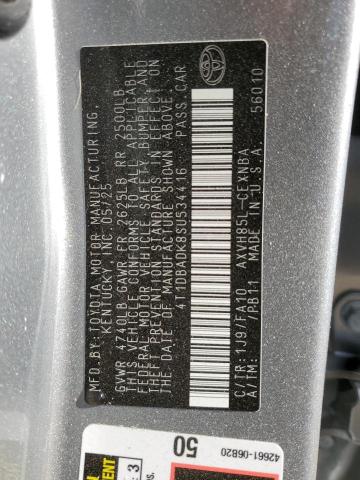 MFD. BY: TOYOTA MOTOR MANUFACTURING,
KENTUCKY, INC. 05/25
GVWR 4740LB GAWR FR 2625LB RR 2500LB
THIS VEHICLE CONFORMS TO ALL APPLICABLE
FEDERAL MOTOR VEHICLE SAFETY, BUMPER, AND
THEFT PREVENTION STANDARDS IN EFFECT ON
THE DATE OF MANUFACTURE SHOWN ABOVE.
4T1DBADK8SU534416 PASS.CAR
C/TR:1J9/FA10 AXVH85L-CEXNBA
A/TM: /PB11 MADE IN U.S.A. 56010
TOYOTA
50
42661-06B20
3